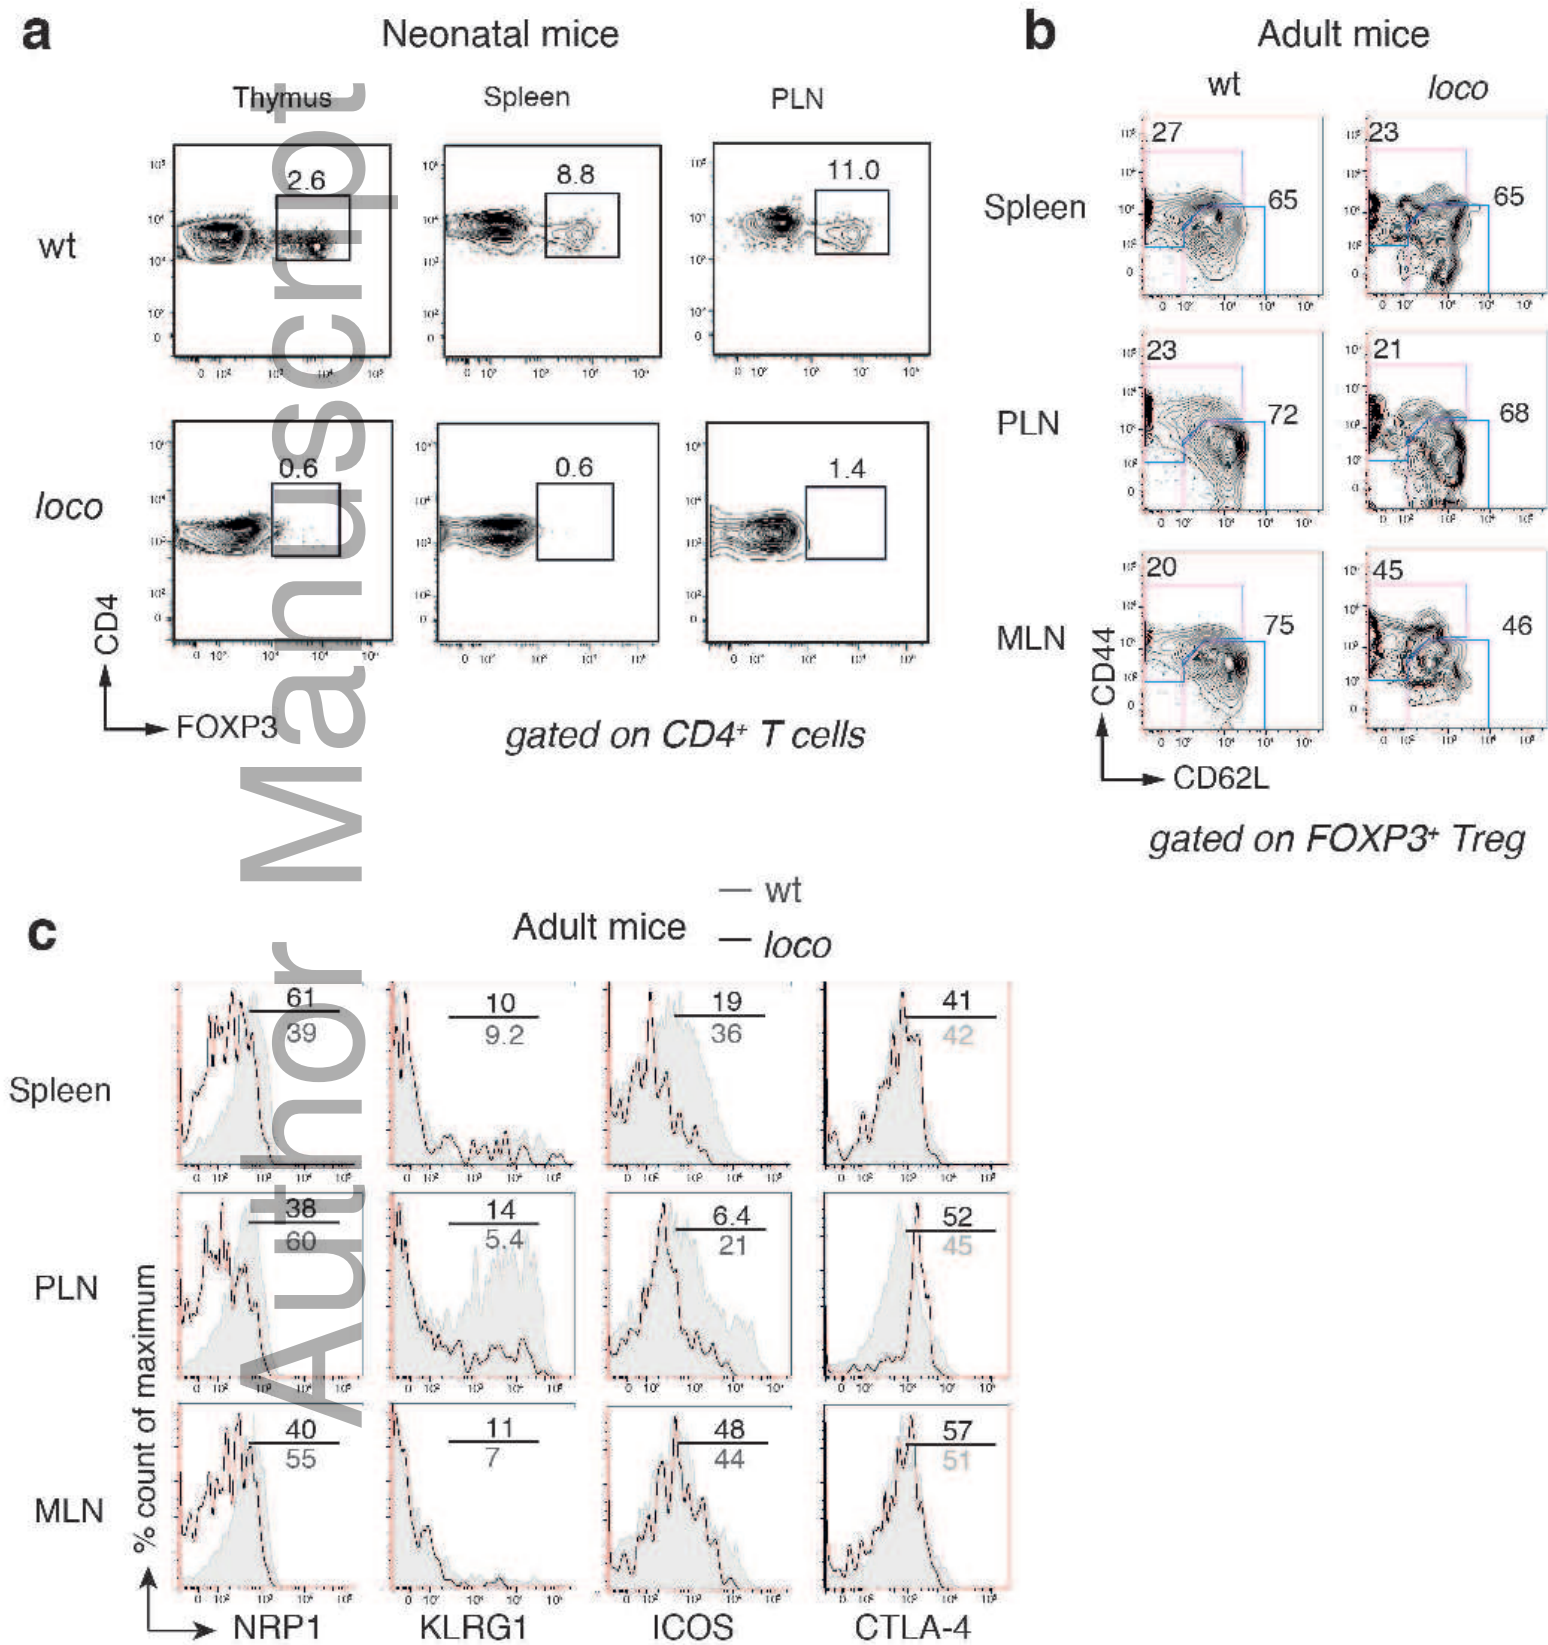 a
Neonatal mice
Thymus
Spleen
PLN
wt
2.6
8.8
11.0
loco
0.6
0.6
1.4
CD4
FOXP3
gated on CD4+ T cells
b
Adult mice
wt
loco
Spleen
27
65
23
65
PLN
23
72
21
68
MLN
20
75
45
46
CD44
CD62L
gated on FOXP3+ Treg
c
Adult mice
wt
loco
Spleen
61
39
10
9.2
19
36
41
42
PLN
38
60
14
5.4
6.4
21
52
45
MLN
40
55
11
7
48
44
57
51
% count of maximum
NRP1
KLRG1
ICOS
CTLA-4
Author Manuscript